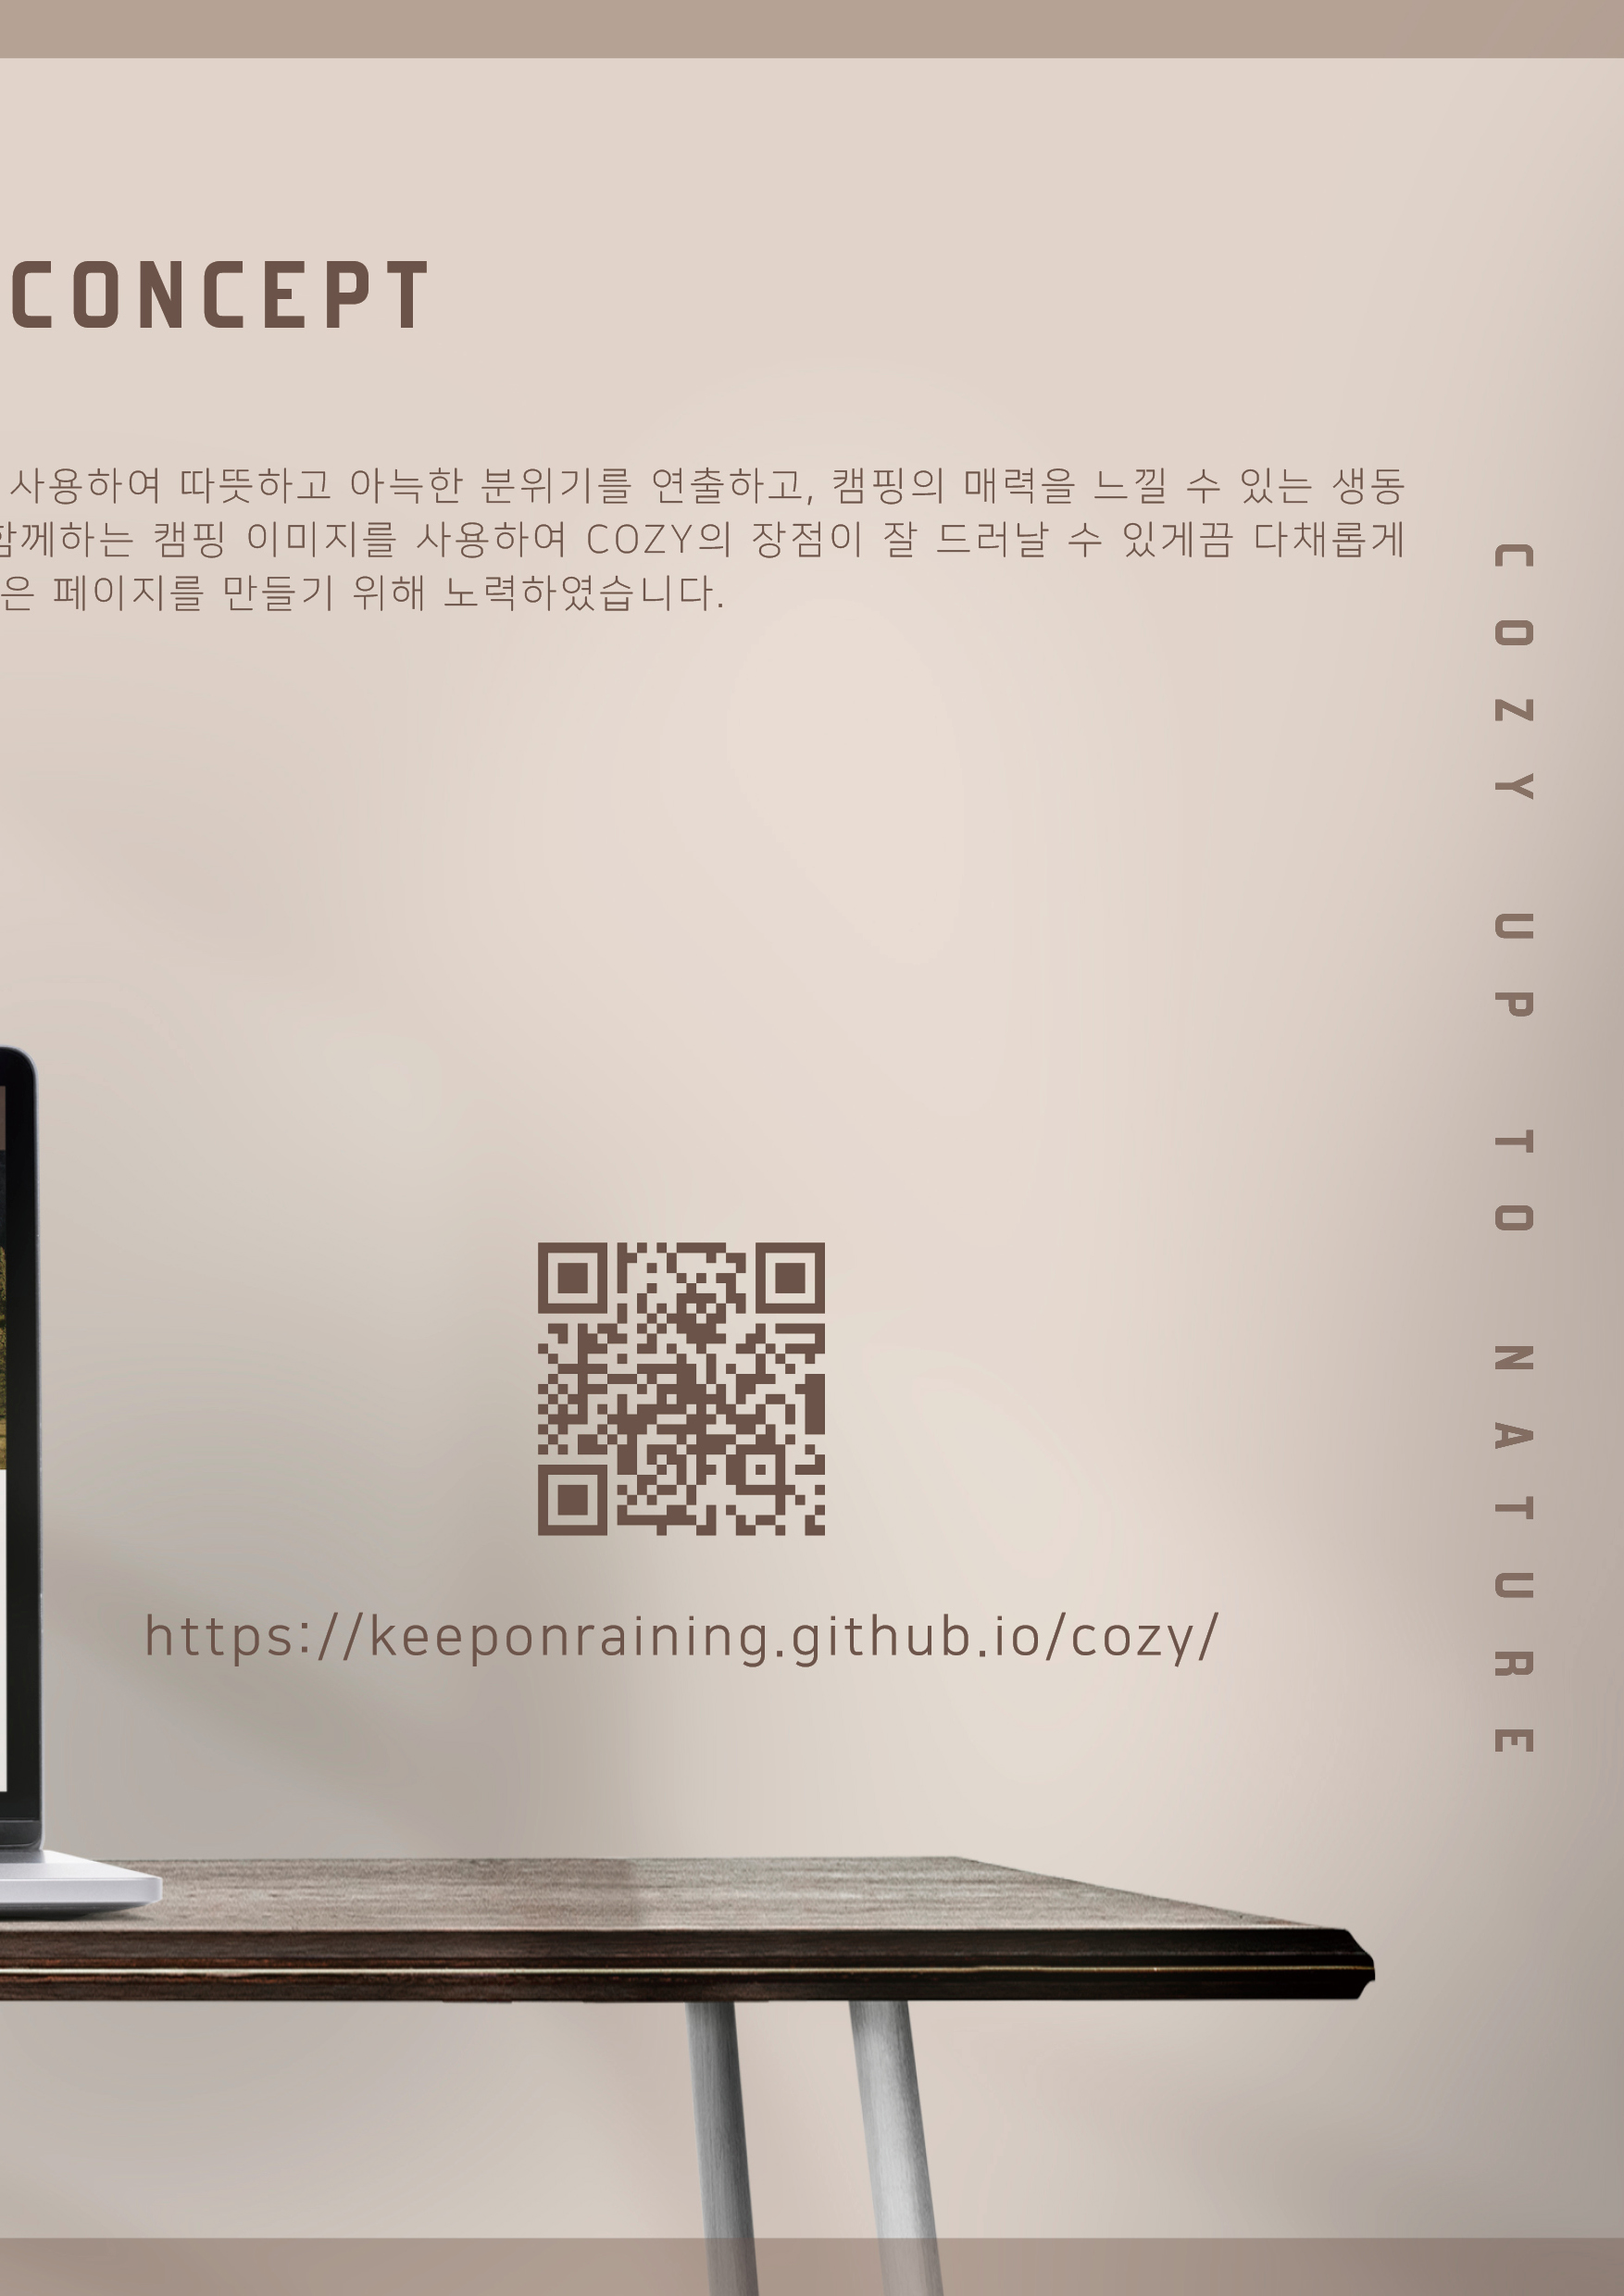 CONCEPT
사용하여 따뜻하고 아늑한 분위기를 연출하고, 캠핑의 매력을 느낄 수 있는 생동
함께하는 캠핑 이미지를 사용하여 COZY의 장점이 잘 드러날 수 있게끔 다채롭게
은 페이지를 만들기 위해 노력하였습니다.
COZY UP TO NATURE
https://keeponraining.github.io/cozy/